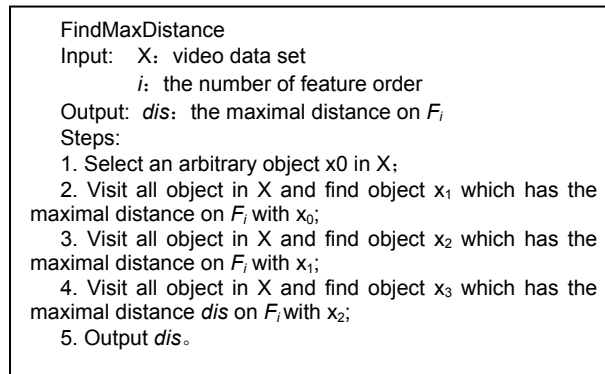 FindMaxDistance
Input: X：video data set
i：the number of feature order
Output: dis：the maximal distance on Fi
Steps:
1. Select an arbitrary object x0 in X；
2. Visit all object in X and find object x1 which has the
maximal distance on Fi with x0;
3. Visit all object in X and find object x2 which has the
maximal distance on Fi with x1;
4. Visit all object in X and find object x3 which has the
maximal distance dis on Fi with x2;
5. Output dis。